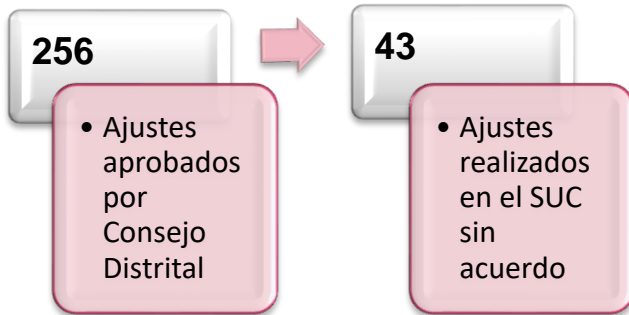 256
• Ajustes
aprobados
por
Consejo
Distrital
43
• Ajustes
realizados
en el SUC
sin
acuerdo